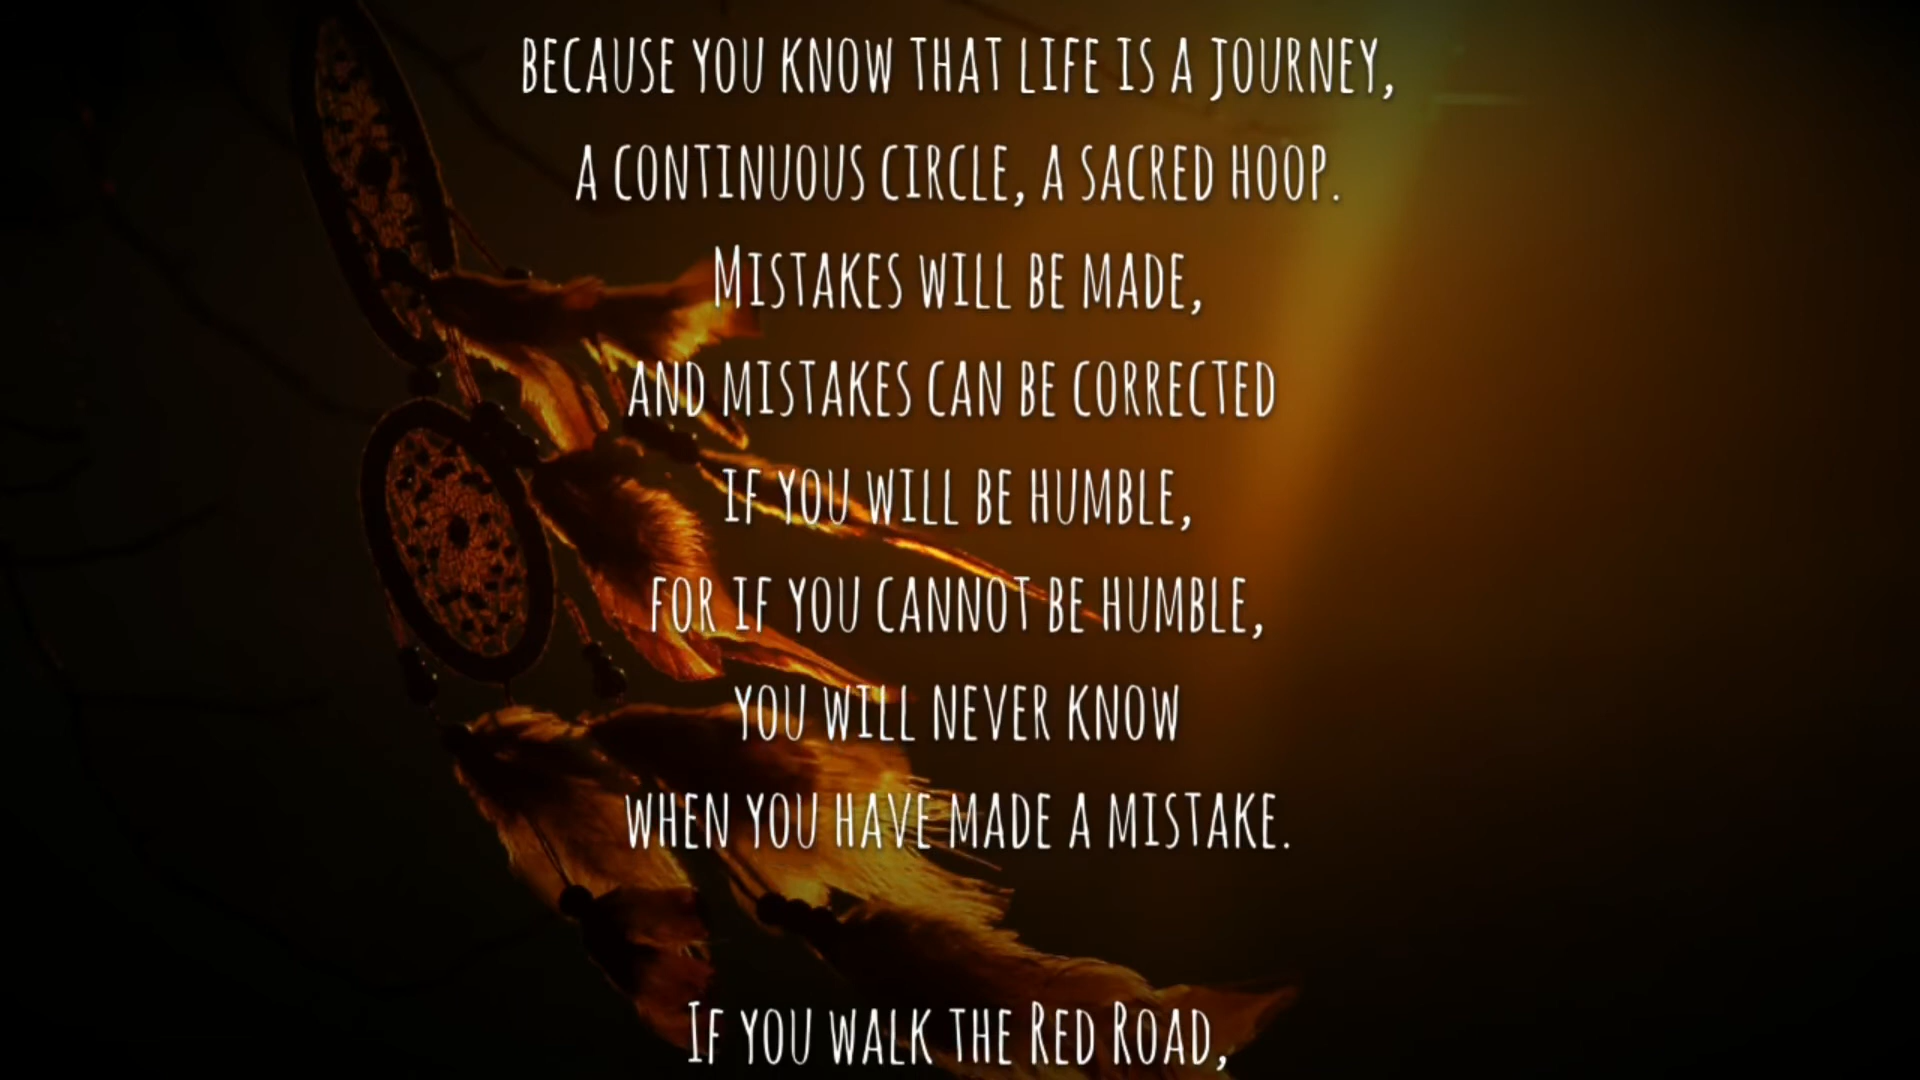 because you know that life is a journey,
a continuous circle, a sacred hoop.
Mistakes will be made,
and mistakes can be corrected
if you will be humble,
for if you cannot be humble,
you will never know
when you have made a mistake.
If you walk the Red Road,